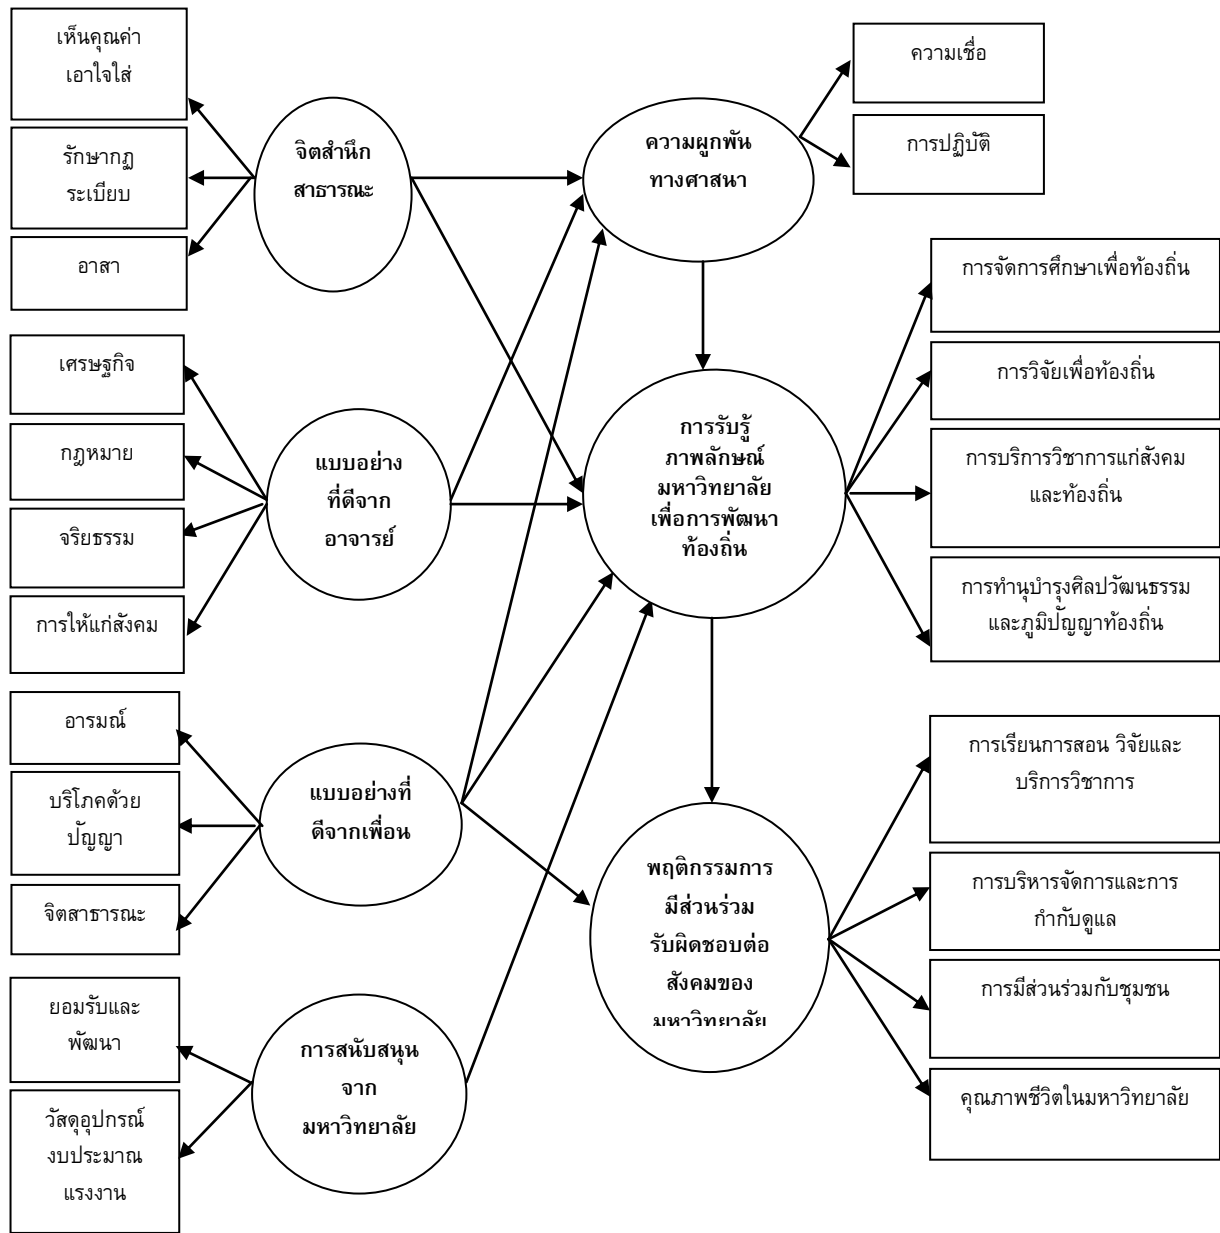 เห็นคุณค่า
เอาใจใส่
รักษากฏ
ระเบียบ
อาสา
จิตสำนึก
สาธารณะ
ความผูกพัน
ทางศาสนา
ความเชื่อ
การปฏิบัติ
เศรษฐกิจ
กฎหมาย
จริยธรรม
การให้แก่สังคม
แบบอย่าง
ที่ดีจาก
อาจารย์
การรับรู้
ภาพลักษณ์
มหาวิทยาลัย
เพื่อการพัฒนา
ท้องถิ่น
การจัดการศึกษาเพื่อท้องถิ่น
การวิจัยเพื่อท้องถิ่น
การบริการวิชาการแก่สังคม
และท้องถิ่น
การทำนุบำรุงศิลปวัฒนธรรม
และภูมิปัญญาท้องถิ่น
อารมณ์
บริโภคด้วย
ปัญญา
จิตสาธารณะ
แบบอย่างที่
ดีจากเพื่อน
พฤติกรรมการ
มีส่วหร่วม
รับผิดชอบต่อ
สังคมของ
มหาวิทยาลัย
การเรียนการสอน วิจัยและ
บริการวิชาการ
การบริหารจัดการและการ
กำกับดูแล
การมีส่วนร่วมกับชุมชน
คุณภาพชีวิตในมหาวิทยาลัย
ยอมรับและ
พัฒนา
วัสดุอุปกรณ์
งบประมาณ
แรงงาน
การสนับสนุน
จาก
มหาวิทยาลัย